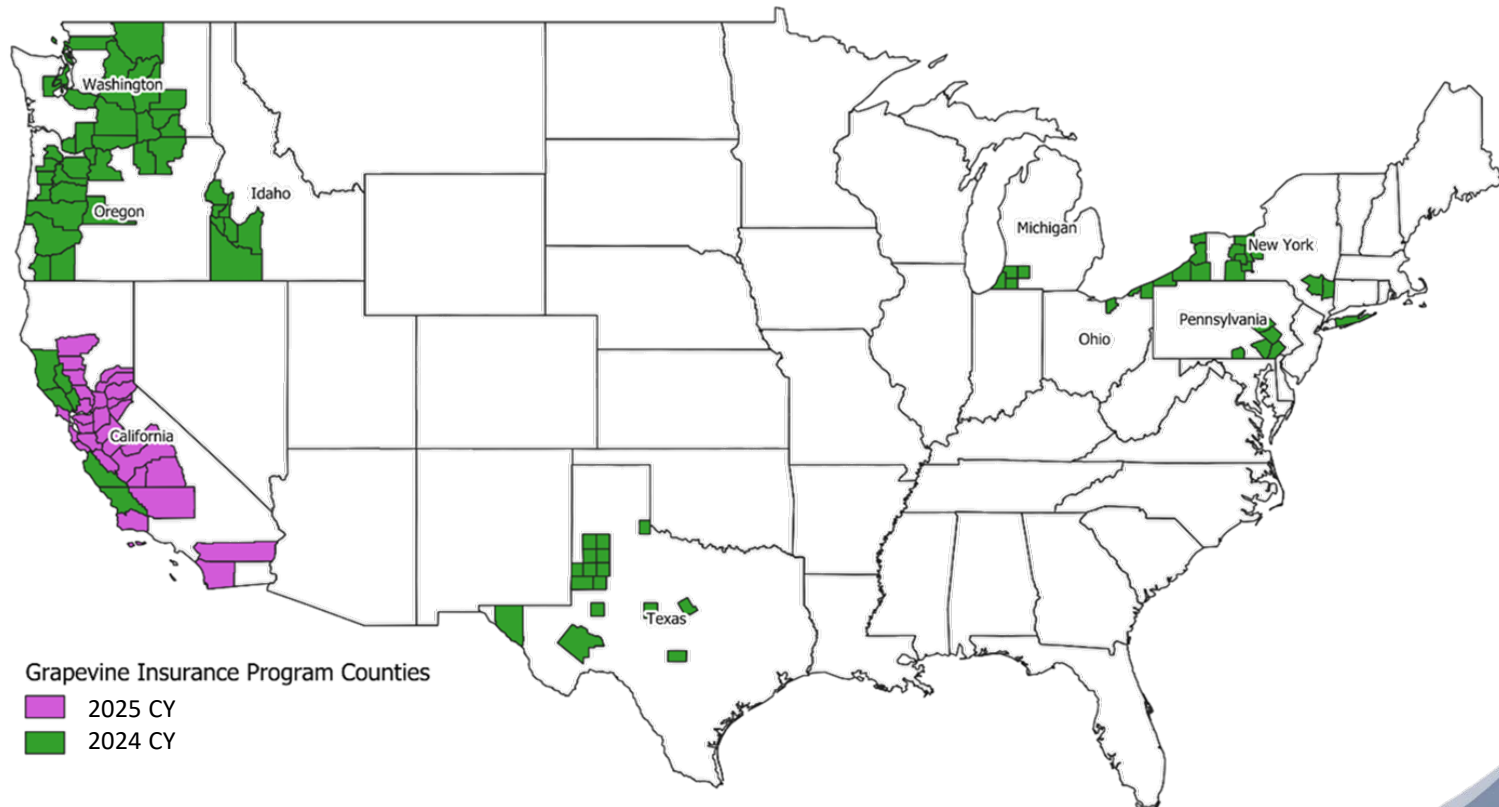 Washington
Oregon
Idaho
Michigan
New York
Pennsylvania
Ohio
California
Texas
Grapevine Insurance Program Counties
2025 CY
2024 CY